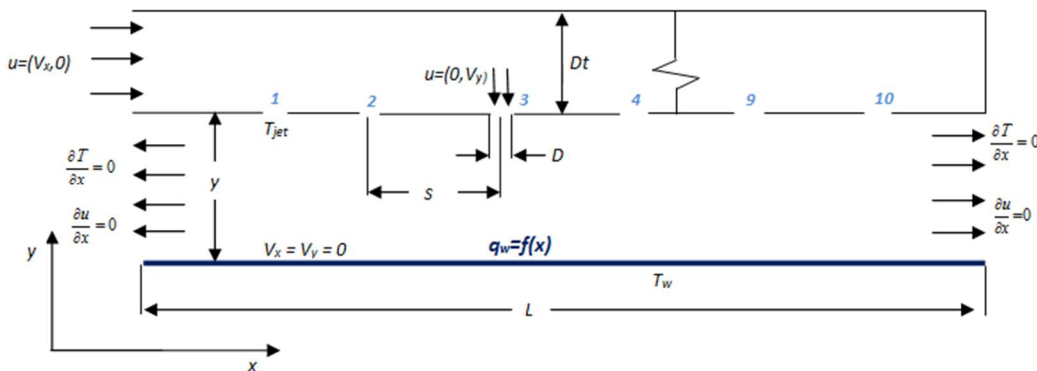 u=(Vx,0)
Dt
u=(0,Vy)
1 2 3 4 9 10
Tjet
D
∂T/∂x=0
∂T/∂x=0
y
S
∂u/∂x=0
∂u/∂x=0
y
Vx = Vy = 0
qw=f(x)
Tw
L
x